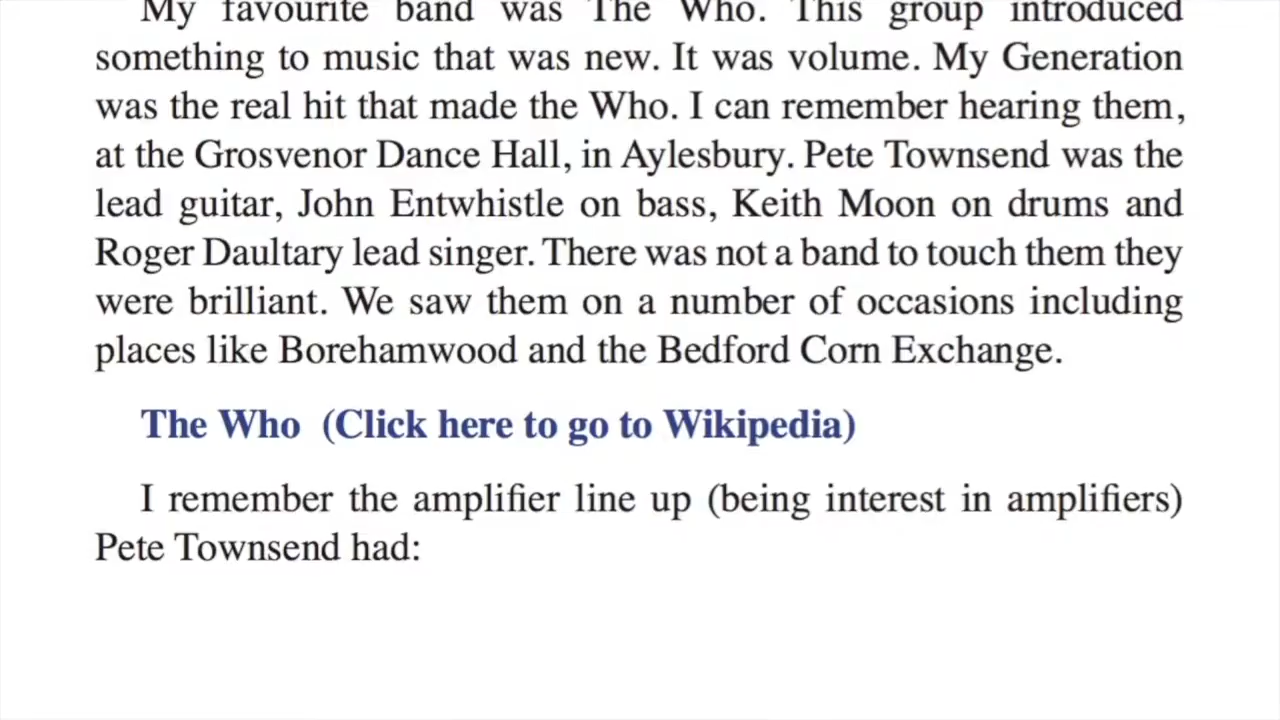 My favourite band was The Who. This group introduced
something to music that was new. It was volume. My Generation
was the real hit that made the Who. I can remember hearing them,
at the Grosvenor Dance Hall, in Aylesbury. Pete Townsend was the
lead guitar, John Entwhistle on bass, Keith Moon on drums and
Roger Daultary lead singer. There was not a band to touch them they
were brilliant. We saw them on a number of occasions including
places like Borehamwood and the Bedford Corn Exchange.
The Who (Click here to go to Wikipedia)
I remember the amplifier line up (being interest in amplifiers)
Pete Townsend had: